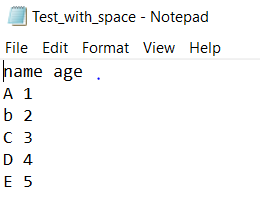 Test_with_space - Notepad
File Edit Format View Help
name age
A 1
b 2
C 3
D 4
E 5